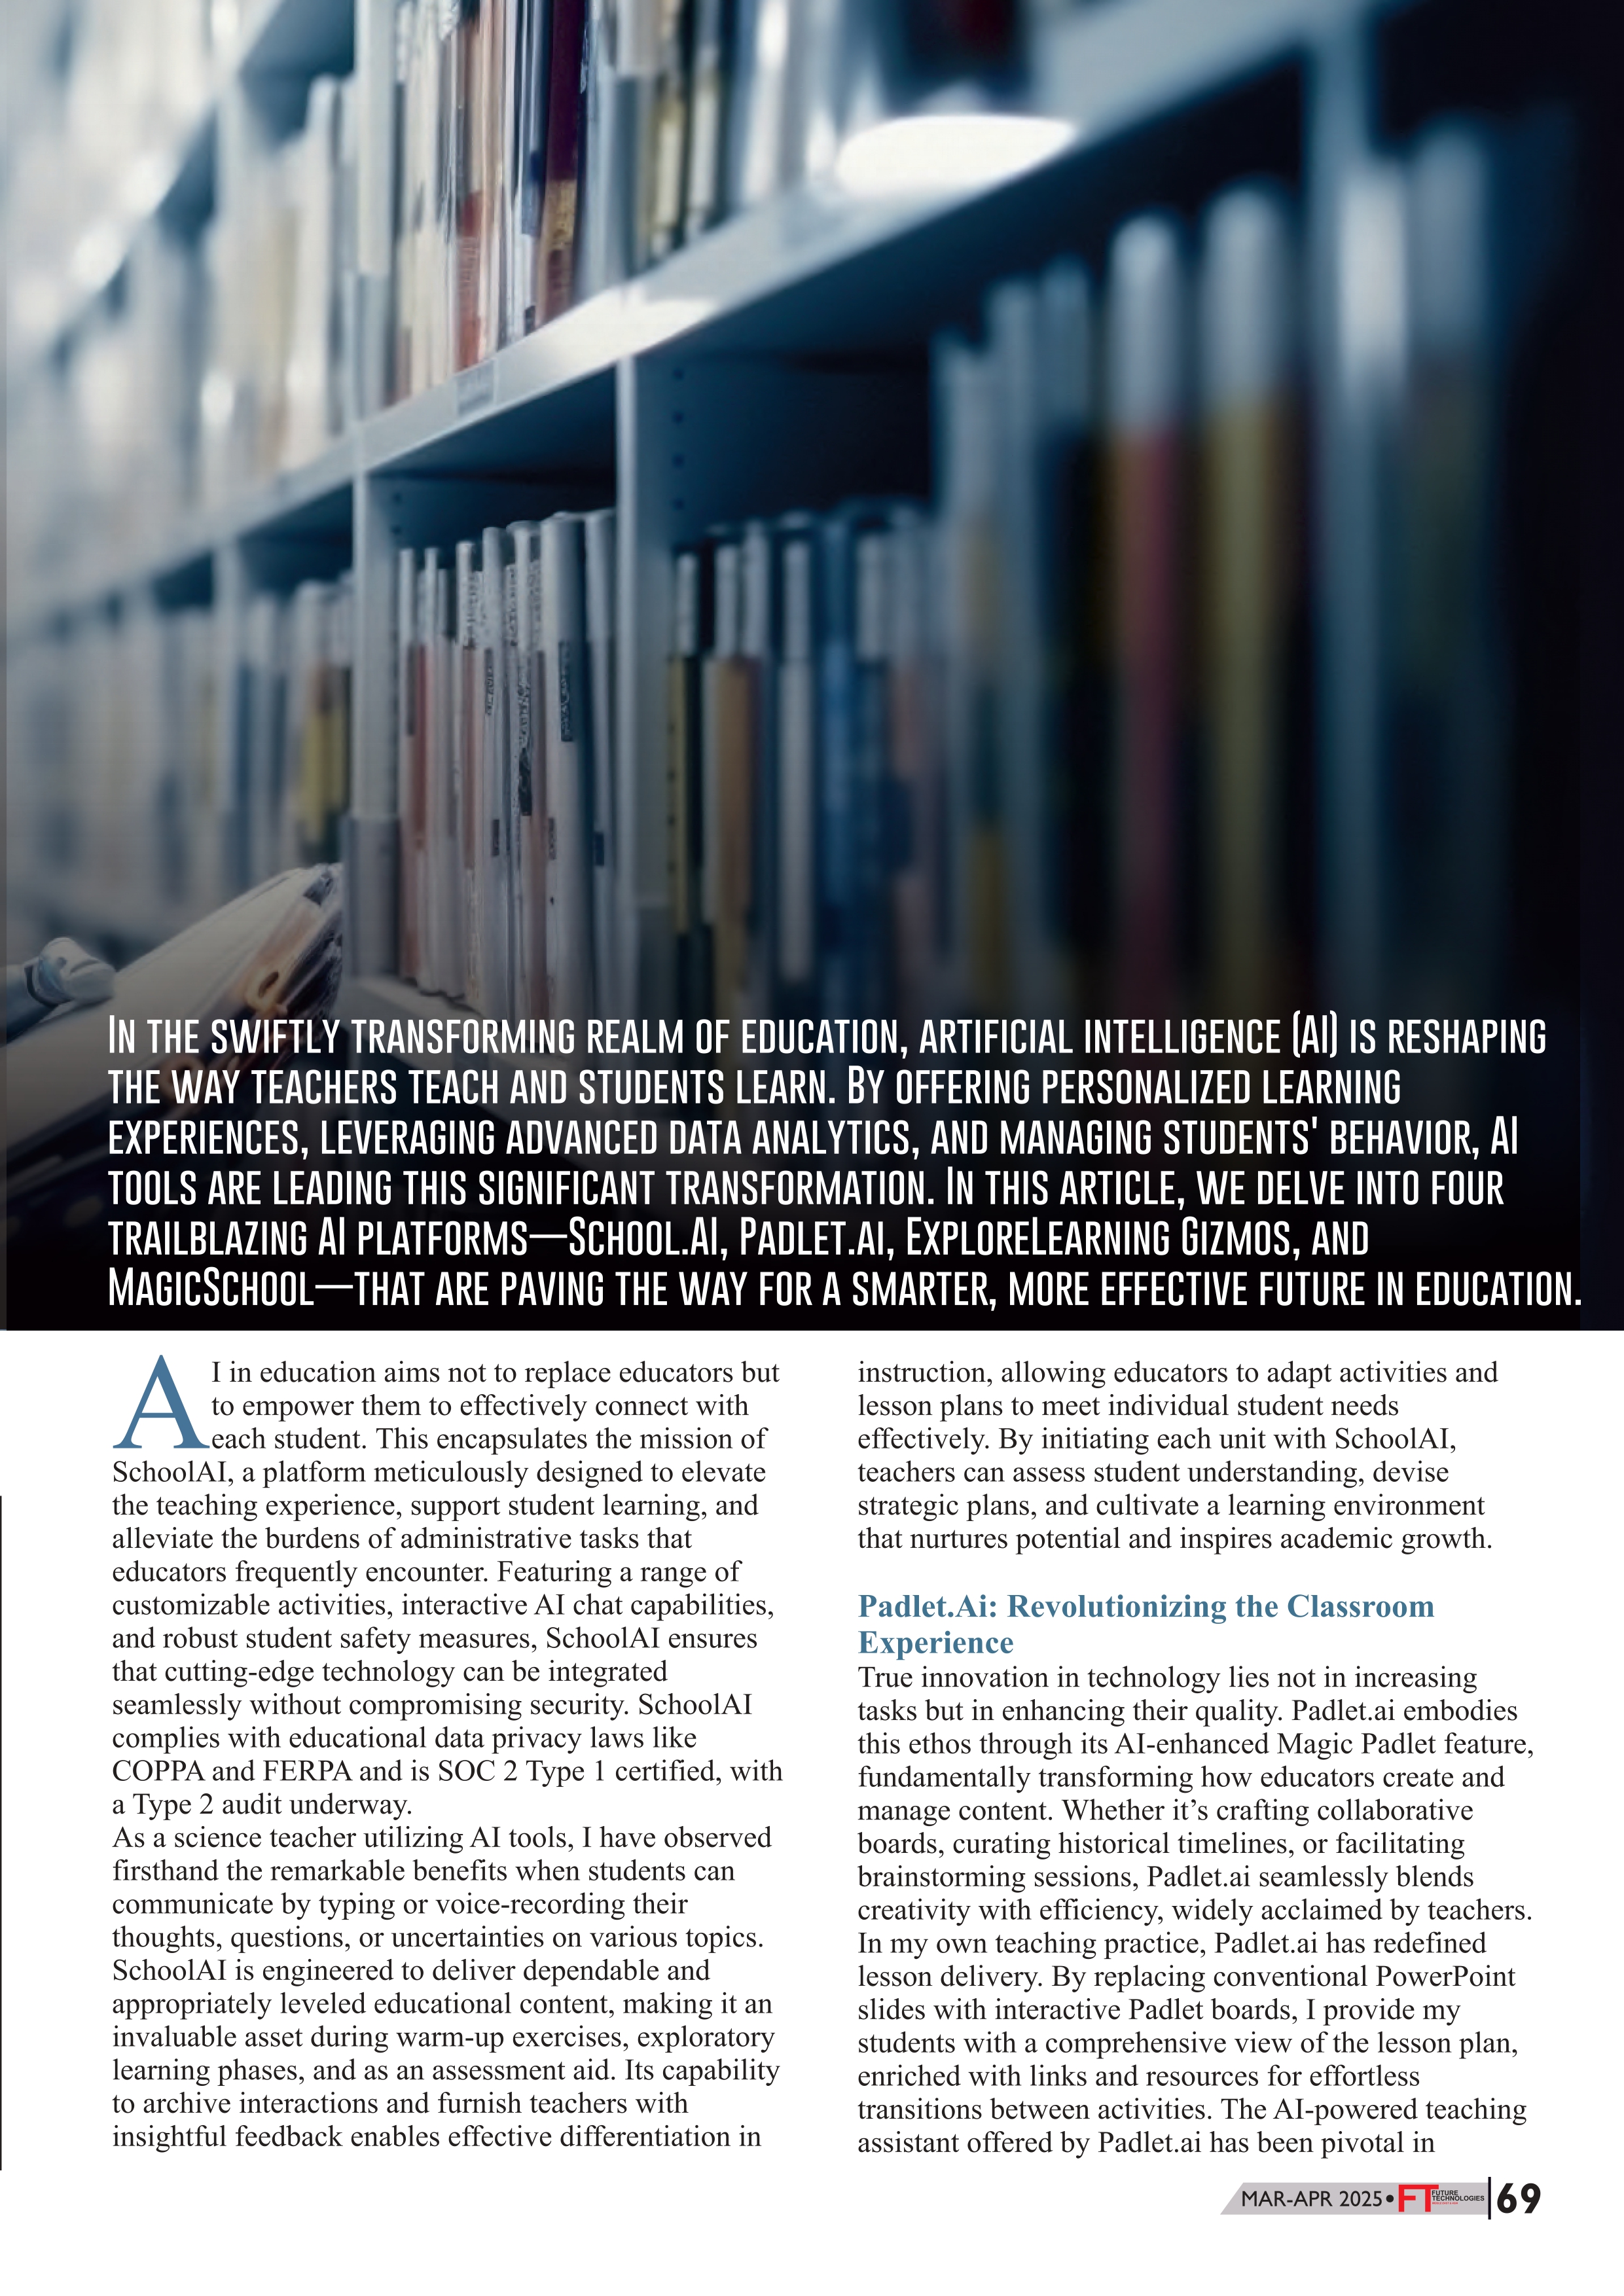 In the swiftly transforming realm of education, artificial intelligence (AI) is reshaping
the way teachers teach and students learn. By offering personalized learning
experiences, leveraging advanced data analytics, and managing students' behavior, AI
tools are leading this significant transformation. In this article, we delve into four
trailblazing AI platforms—School.AI, Padlet.ai, ExploreLearning Gizmos, and
MagicSchool—that are paving the way for a smarter, more effective future in education.
AI in education aims not to replace educators but
to empower them to effectively connect with
each student. This encapsulates the mission of
SchoolAI, a platform meticulously designed to elevate
the teaching experience, support student learning, and
alleviate the burdens of administrative tasks that
educators frequently encounter. Featuring a range of
customizable activities, interactive AI chat capabilities,
and robust student safety measures, SchoolAI ensures
that cutting-edge technology can be integrated
seamlessly without compromising security. SchoolAI
complies with educational data privacy laws like
COPPA and FERPA and is SOC 2 Type 1 certified, with
a Type 2 audit underway.
As a science teacher utilizing AI tools, I have observed
firsthand the remarkable benefits when students can
communicate by typing or voice-recording their
thoughts, questions, or uncertainties on various topics.
SchoolAI is engineered to deliver dependable and
appropriately leveled educational content, making it an
invaluable asset during warm-up exercises, exploratory
learning phases, and as an assessment aid. Its capability
to archive interactions and furnish teachers with
insightful feedback enables effective differentiation in
instruction, allowing educators to adapt activities and
lesson plans to meet individual student needs
effectively. By initiating each unit with SchoolAI,
teachers can assess student understanding, devise
strategic plans, and cultivate a learning environment
that nurtures potential and inspires academic growth.
Padlet.Ai: Revolutionizing the Classroom
Experience
True innovation in technology lies not in increasing
tasks but in enhancing their quality. Padlet.ai embodies
this ethos through its AI-enhanced Magic Padlet feature,
fundamentally transforming how educators create and
manage content. Whether it’s crafting collaborative
boards, curating historical timelines, or facilitating
brainstorming sessions, Padlet.ai seamlessly blends
creativity with efficiency, widely acclaimed by teachers.
In my own teaching practice, Padlet.ai has redefined
lesson delivery. By replacing conventional PowerPoint
slides with interactive Padlet boards, I provide my
students with a comprehensive view of the lesson plan,
enriched with links and resources for effortless
transitions between activities. The AI-powered teaching
assistant offered by Padlet.ai has been pivotal in
MAR-APR 2025 • FT FUTURE TECHNOLOGIES 69